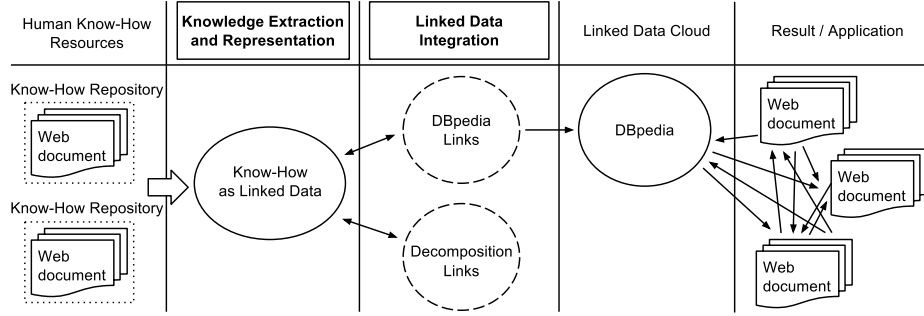 Human Know-How
Resources
Knowledge Extraction
and Representation
Linked Data
Integration
Linked Data Cloud
Result / Application
Know-How Repository
Web
document
Know-How Repository
Web
document
Know-How
as Linked Data
DBpedia
Links
Decomposition
Links
DBpedia
Web
document
Web
document
Web
document